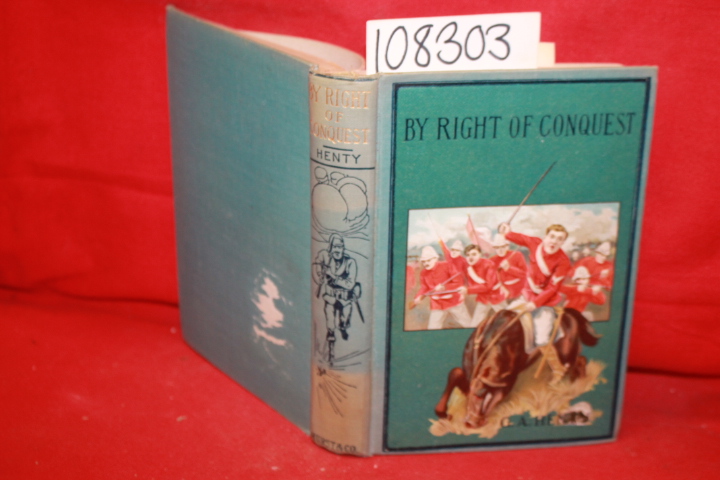 108303
BY RIGHT
OF
CONQUEST
HENTY
BY RIGHT OF CONQUEST
G. A. HENTY